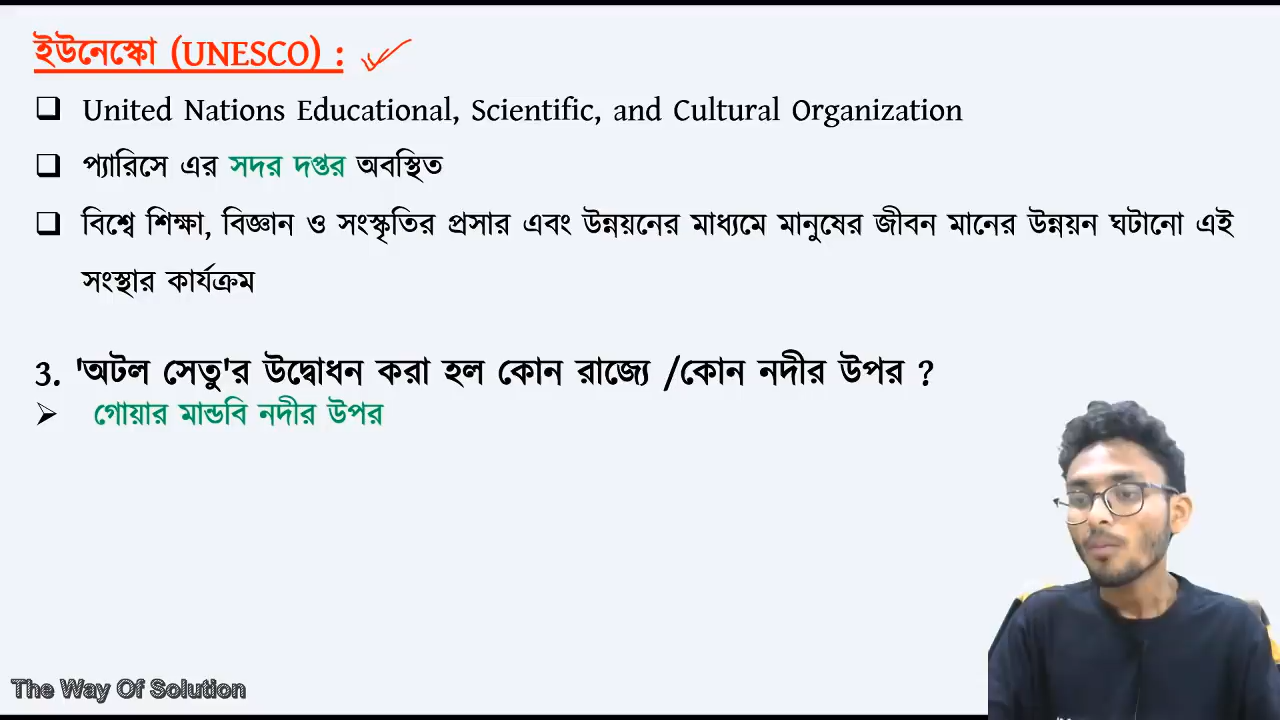 ইউনেস্কো (UNESCO) :
United Nations Educational, Scientific, and Cultural Organization
প্যারিসে এর সদর দপ্তর অবস্থিত
বিশ্বে শিক্ষা, বিজ্ঞান ও সংস্কৃতির প্রসার এবং উন্নয়নের মাধ্যমে মানুষের জীবন মানের উন্নয়ন ঘটানো এই
সংস্থার কার্যক্রম
3. 'অটল সেতু'র উদ্বোধন করা হল কোন রাজ্যে /কোন নদীর উপর ?
গোয়ার মান্ডবি নদীর উপর
The Way Of Solution